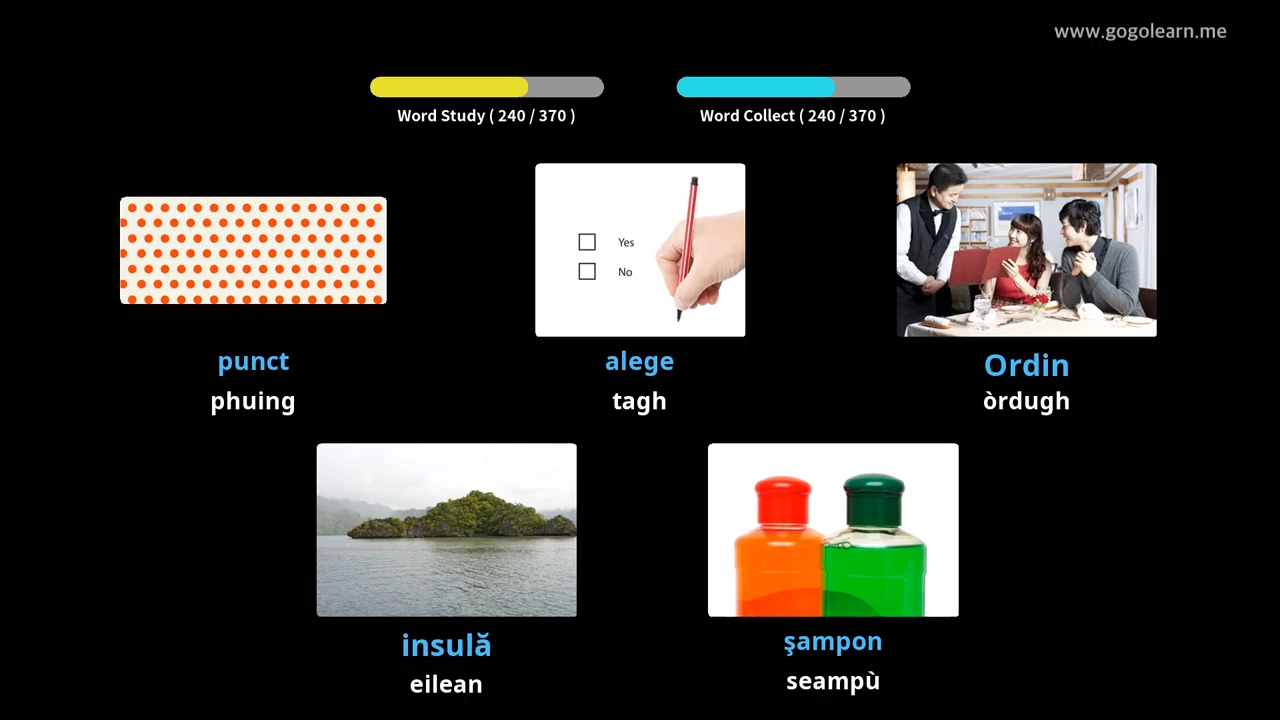 www.gogolearn.me
Word Study ( 240 / 370 )
Word Collect ( 240 / 370 )
Yes
No
punct
phuing
alege
tagh
Ordin
òrdugh
insulă
eilean
şampon
seampù